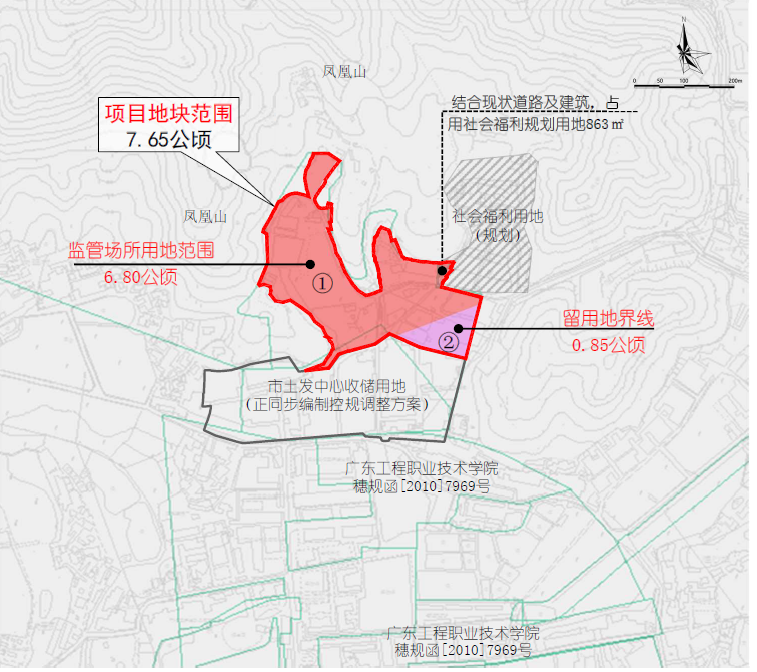 N
0 50 100 200m
凤凰山
项目地块范围
7.65公顷
结合现状道路及建筑，占
用社会福利规划用地863㎡
凤凰山
社会福利用地
(规划)
监管场所用地范围
6.80公顷
①
留用地界线
0.85公顷
②
市土发中心收储用地
(正同步编制控规调整方案)
广东工程职业技术学院
穗规函[2010]7969号
广东工程职业技术学院
穗规函[2010]7969号